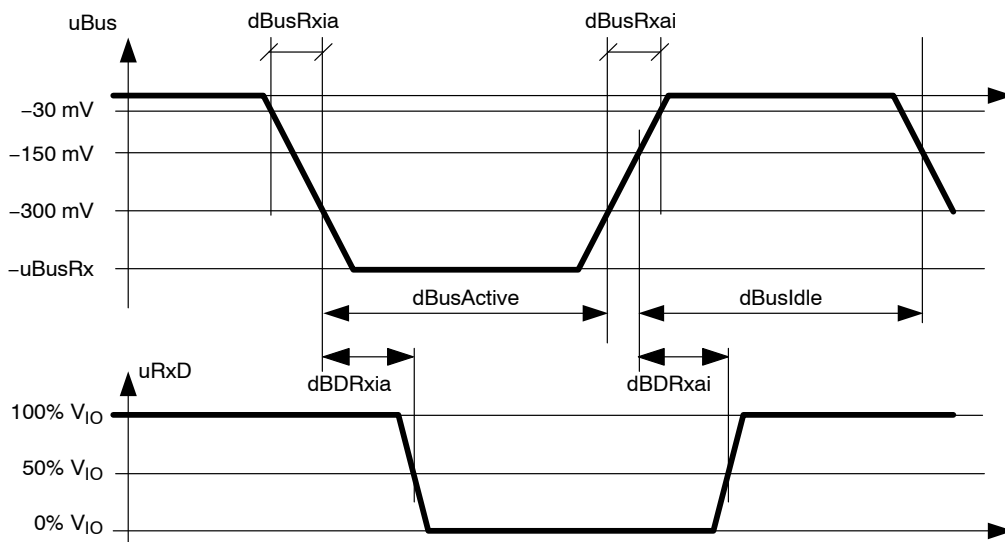 uBus
dBusRxia
dBusRxai
−30 mV
−150 mV
−300 mV
−uBusRx
dBusActive
dBusIdle
uRxD
dBDRxia
dBDRxai
100% VIO
50% VIO
0% VIO